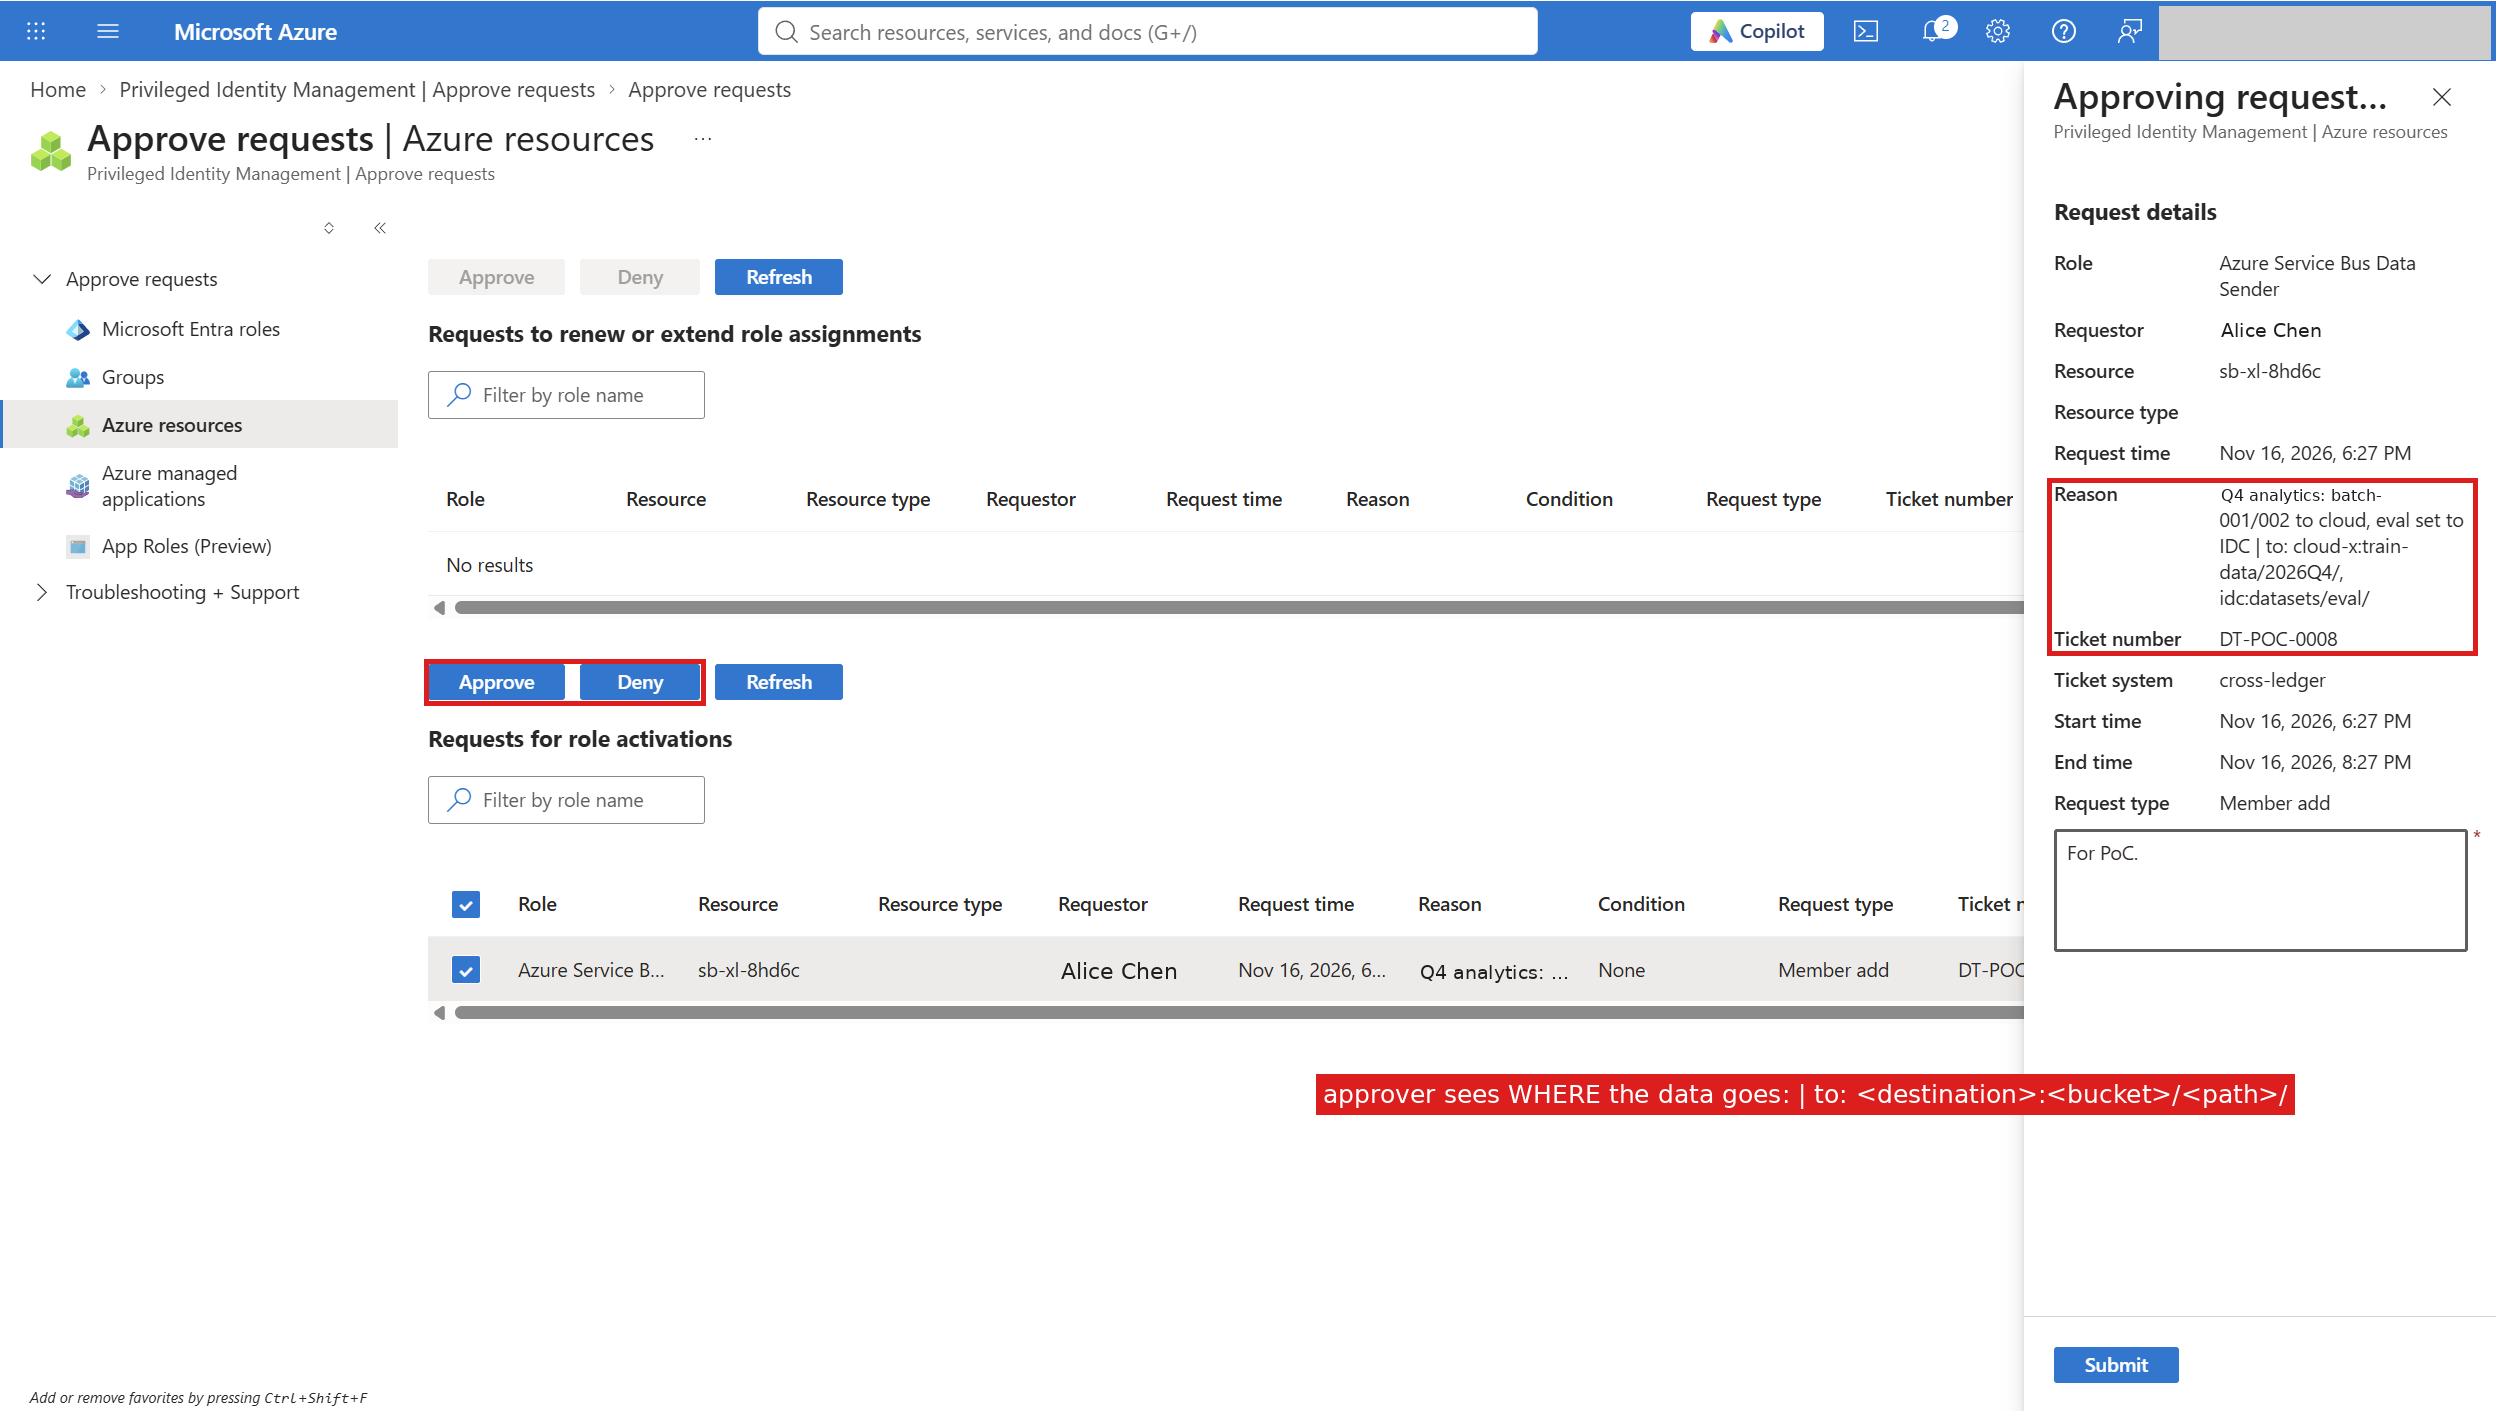 Microsoft Azure
Search resources, services, and docs (G+/)
Copilot
2
Home > Privileged Identity Management | Approve requests > Approve requests
Approve requests | Azure resources ...
Privileged Identity Management | Approve requests
Approve requests
Microsoft Entra roles
Groups
Azure resources
Azure managed
applications
App Roles (Preview)
Troubleshooting + Support
Approve Deny Refresh
Requests to renew or extend role assignments
Filter by role name
Role Resource Resource type Requestor Request time Reason Condition Request type Ticket number
No results
Approve Deny Refresh
Requests for role activations
Filter by role name
Role Resource Resource type Requestor Request time Reason Condition Request type Ticket n
Azure Service B... sb-xl-8hd6c Alice Chen Nov 16, 2026, 6... Q4 analytics: ... None Member add DT-POC
approver sees WHERE the data goes: | to: <destination>:<bucket>/<path>/
Add or remove favorites by pressing Ctrl+Shift+F
Approving request...
Privileged Identity Management | Azure resources
Request details
Role Azure Service Bus Data
Sender
Requestor Alice Chen
Resource sb-xl-8hd6c
Resource type
Request time Nov 16, 2026, 6:27 PM
Reason Q4 analytics: batch-
001/002 to cloud, eval set to
IDC | to: cloud-x:train-
data/2026Q4/,
idc:datasets/eval/
Ticket number DT-POC-0008
Ticket system cross-ledger
Start time Nov 16, 2026, 6:27 PM
End time Nov 16, 2026, 8:27 PM
Request type Member add
*
For PoC.
Submit